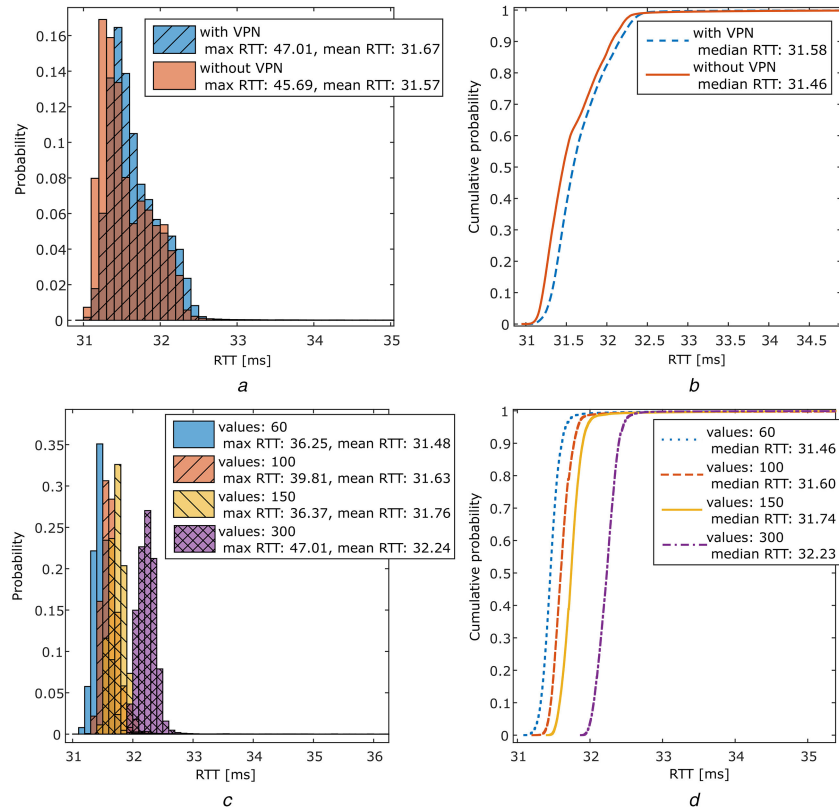 0.16
0.14
0.12
0.1
0.08
0.06
0.04
0.02
0
Probability
with VPN
max RTT: 47.01, mean RTT: 31.67
without VPN
max RTT: 45.69, mean RTT: 31.57
31
32
33
34
35
RTT [ms]
a
1
0.9
0.8
0.7
0.6
0.5
0.4
0.3
0.2
0.1
0
Cumulative probability
with VPN
median RTT: 31.58
without VPN
median RTT: 31.46
31
31.5
32
32.5
33
33.5
34
34.5
RTT [ms]
b
0.35
0.3
0.25
0.2
0.15
0.1
0.05
0
Probability
values: 60
max RTT: 36.25, mean RTT: 31.48
values: 100
max RTT: 39.81, mean RTT: 31.63
values: 150
max RTT: 36.37, mean RTT: 31.76
values: 300
max RTT: 47.01, mean RTT: 32.24
31
32
33
34
35
36
RTT [ms]
c
1
0.9
0.8
0.7
0.6
0.5
0.4
0.3
0.2
0.1
0
Cumulative probability
values: 60
median RTT: 31.46
values: 100
median RTT: 31.60
values: 150
median RTT: 31.74
values: 300
median RTT: 32.23
31
32
33
34
35
RTT [ms]
d